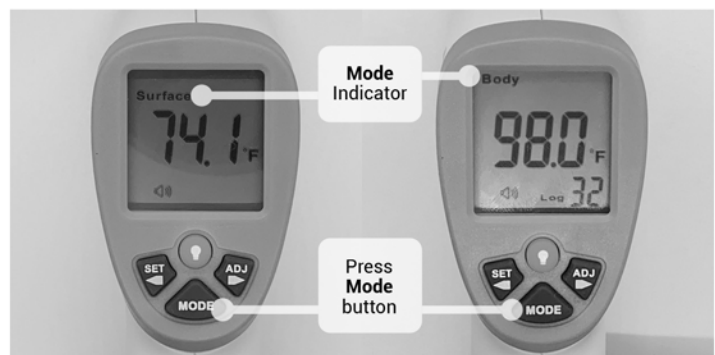 Surface
74.1°F
SET
ADJ
MODE
Mode
Indicator
Press
Mode
button
Body
98.0°F
Log 32
SET
ADJ
MODE